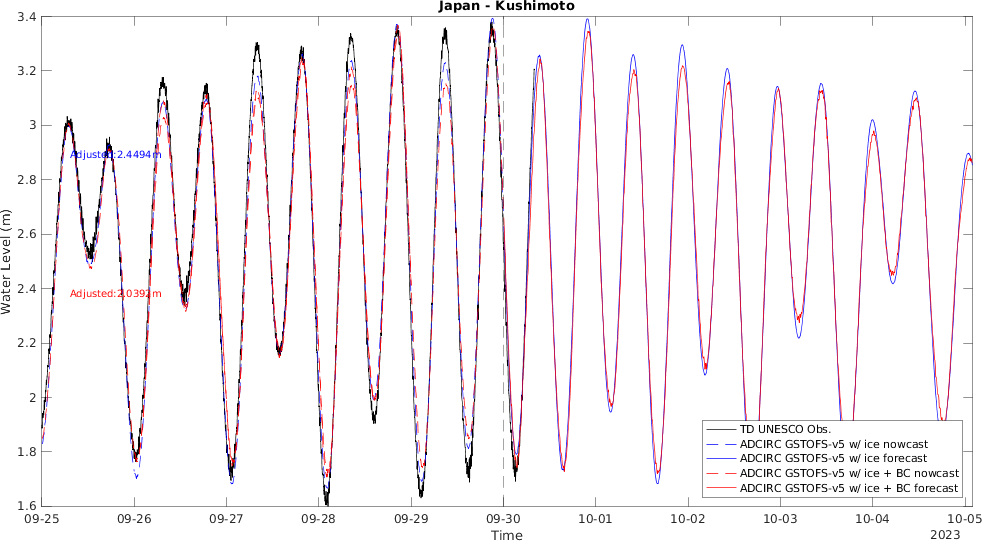 Japan - Kushimoto
3.4
3.2
3
2.8
2.6
2.4
2.2
2
1.8
1.6
Water Level (m)
Adjusted:2.4494m
Adjusted:2.0392m
TD UNESCO Obs.
ADCIRC GSTOFS-v5 w/ ice nowcast
ADCIRC GSTOFS-v5 w/ ice forecast
ADCIRC GSTOFS-v5 w/ ice + BC nowcast
ADCIRC GSTOFS-v5 w/ ice + BC forecast
09-25 09-26 09-27 09-28 09-29 09-30 10-01 10-02 10-03 10-04 10-05
Time
2023